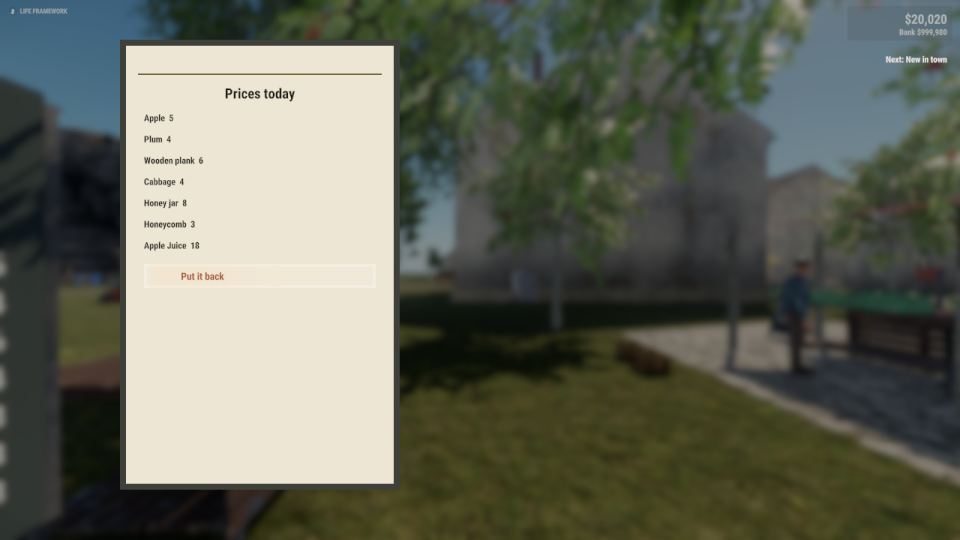 LIFE FRAMEWORK
$20,020
Bank $999,980
Next: New in town
Prices today
Apple 5
Plum 4
Wooden plank 6
Cabbage 4
Honey jar 8
Honeycomb 3
Apple Juice 18
Put it back